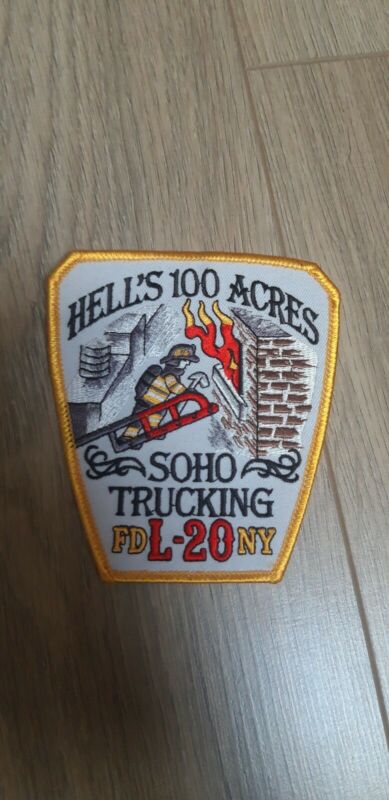 HELL'S 100 ACRES
SOHO
TRUCKING
FD L-20 NY